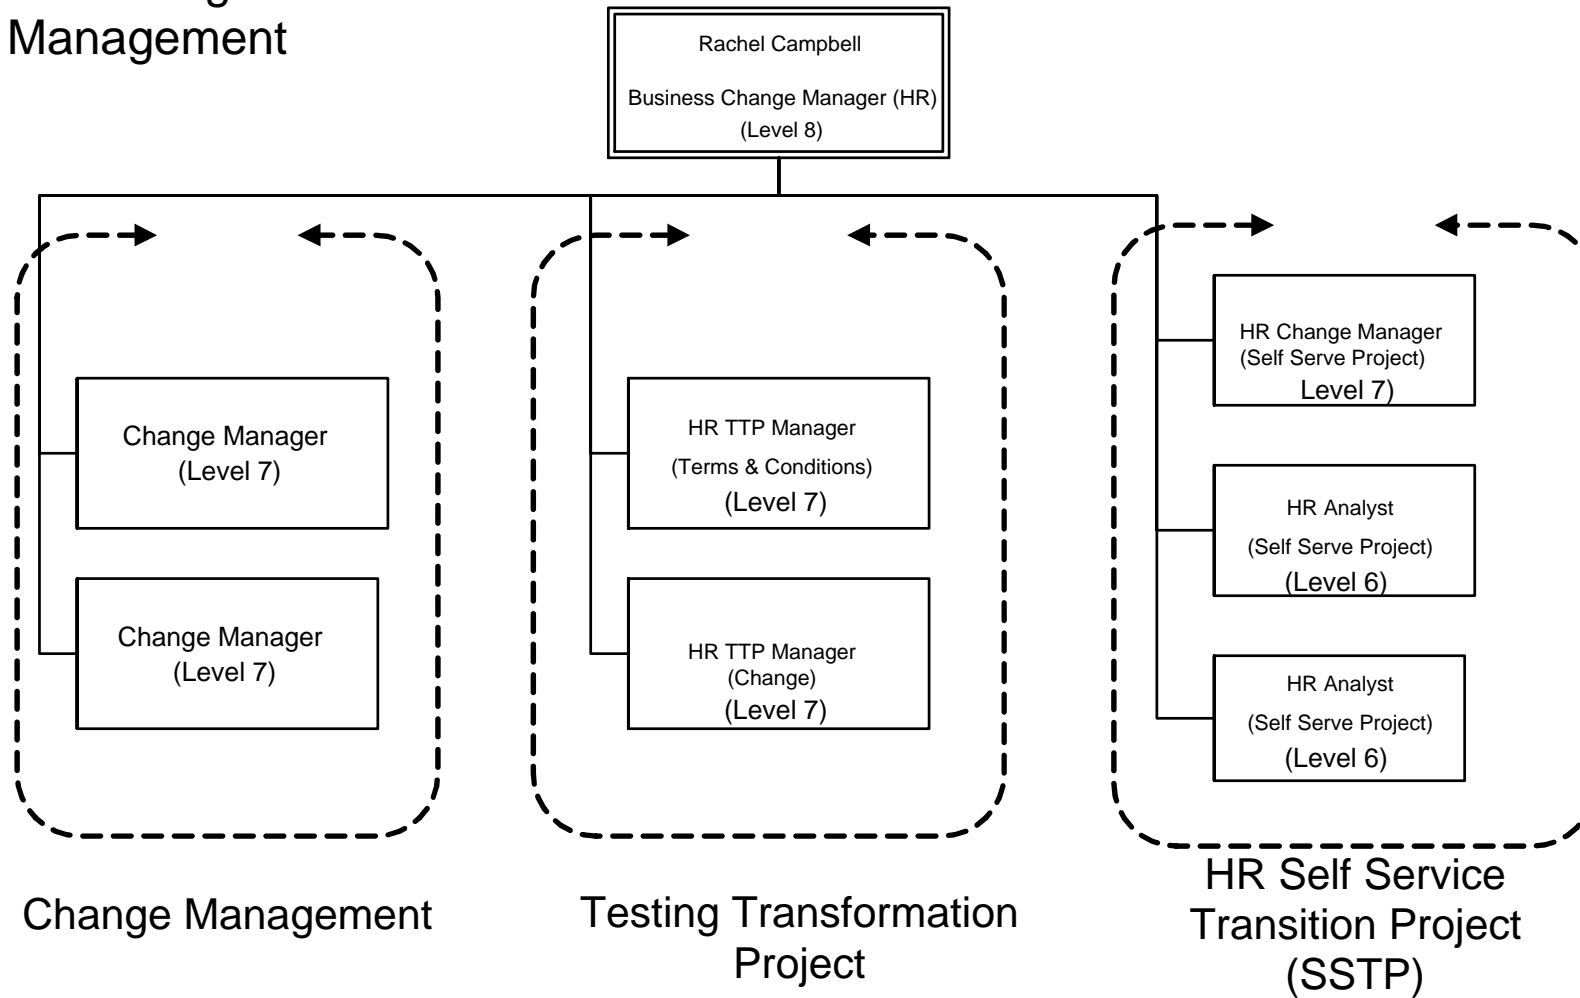 Management
Rachel Campbell
Business Change Manager (HR)
(Level 8)
Change Manager
(Level 7)
Change Manager
(Level 7)
Change Management
HR TTP Manager
(Terms & Conditions)
(Level 7)
HR TTP Manager
(Change)
(Level 7)
Testing Transformation
Project
HR Change Manager
(Self Serve Project)
Level 7)
HR Analyst
(Self Serve Project)
(Level 6)
HR Analyst
(Self Serve Project)
(Level 6)
HR Self Service
Transition Project
(SSTP)